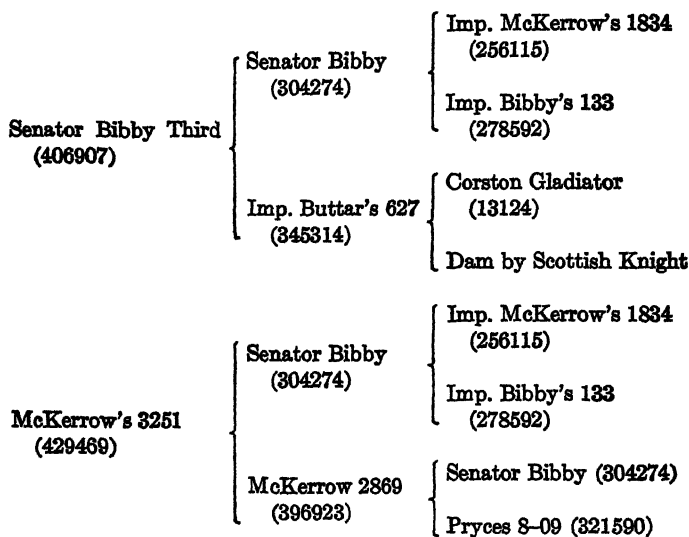 Imp. McKerrow's 1834
(256115)
Senator Bibby
(304274)
Imp. Bibby's 133
(278592)
Senator Bibby Third
(406907)
Corston Gladiator
(13124)
Imp. Buttar's 627
(345314)
Dam by Scottish Knight
Imp. McKerrow's 1834
(256115)
Senator Bibby
(304274)
Imp. Bibby's 133
(278592)
McKerrow's 3251
(429469)
Senator Bibby (304274)
McKerrow 2869
(396923)
Pryces 8–09 (321590)